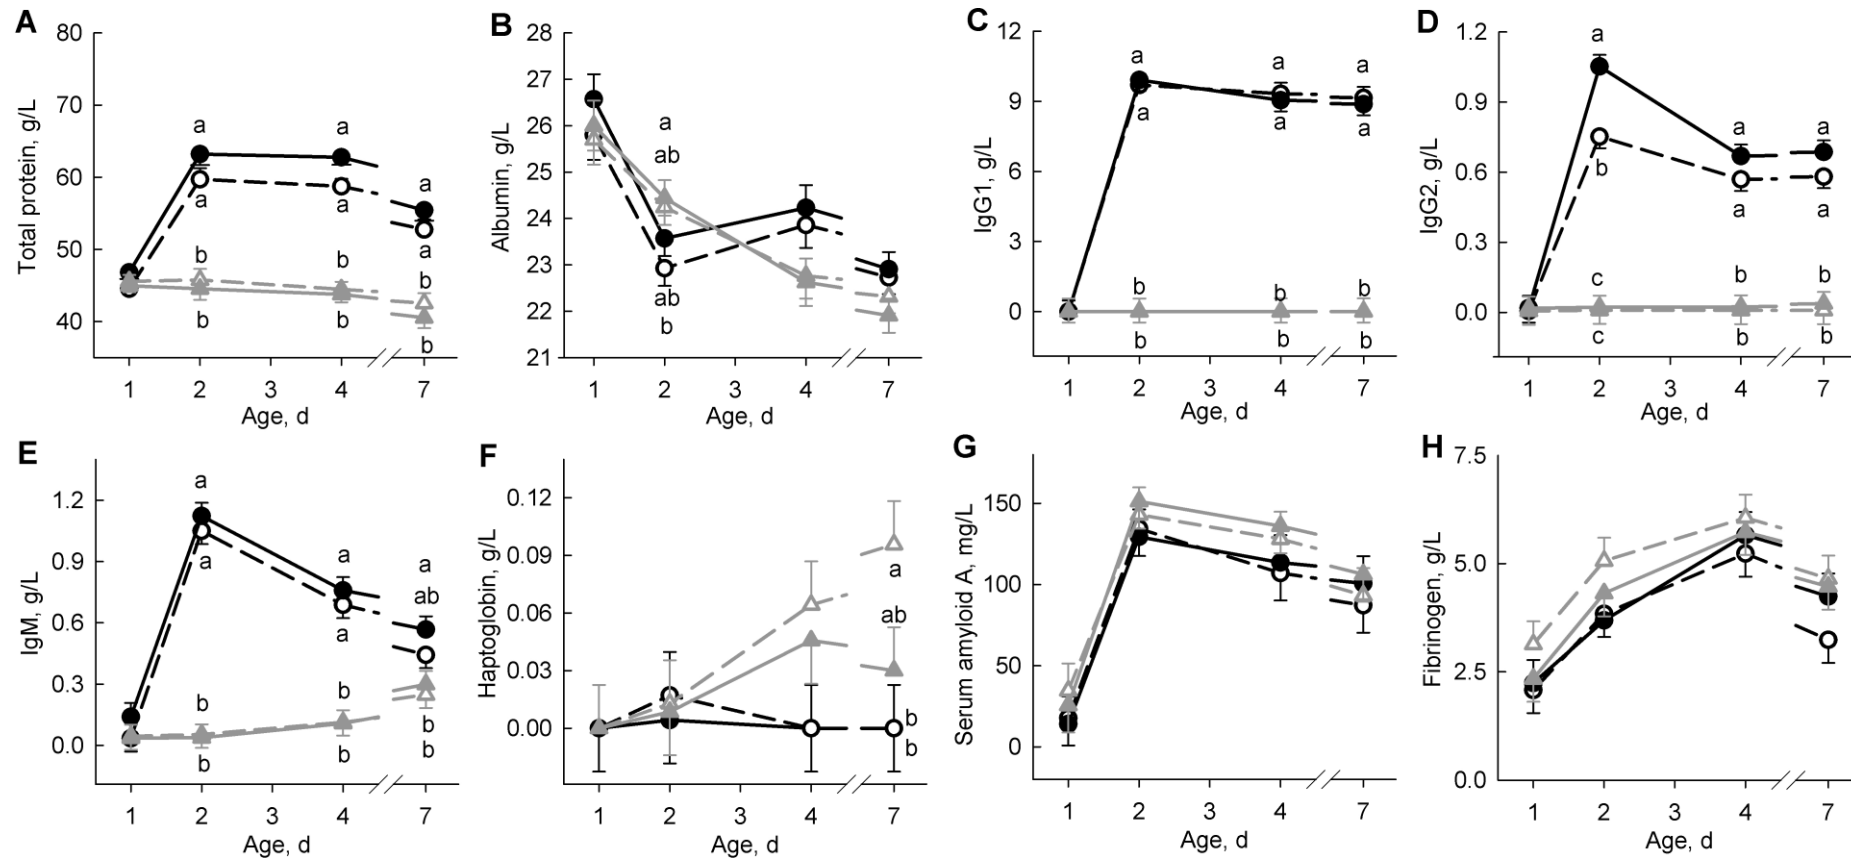 A
Total protein, g/L
80
70
60
50
40
a
a
a
a
a
a
b
b
b
b
b
b
1
2
3
4
7
Age, d
B
Albumin, g/L
28
27
26
25
24
23
22
21
a
ab
ab
b
1
2
3
4
7
Age, d
C
IgG1, g/L
12
9
6
3
0
a
a
a
a
a
a
b
b
b
b
b
b
1
2
3
4
7
Age, d
D
IgG2, g/L
1.2
0.9
0.6
0.3
0.0
a
a
a
b
a
a
c
b
b
c
b
b
1
2
3
4
7
Age, d
E
IgM, g/L
1.2
0.9
0.6
0.3
0.0
a
a
a
a
a
ab
b
b
b
b
b
b
1
2
3
4
7
Age, d
F
Haptoglobin, g/L
0.12
0.09
0.06
0.03
0.00
a
ab
b
b
1
2
3
4
7
Age, d
G
Serum amyloid A, mg/L
150
100
50
0
1
2
3
4
7
Age, d
H
Fibrinogen, g/L
7.5
5.0
2.5
0.0
1
2
3
4
7
Age, d